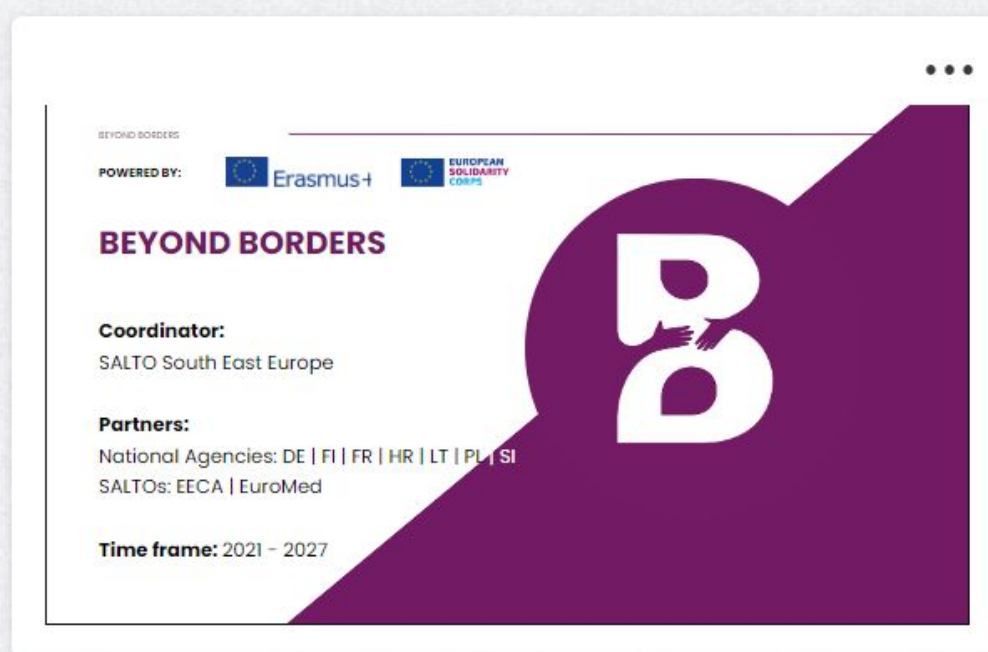 BEYOND BORDERS
POWERED BY:
Erasmus+
EUROPEAN
SOLIDARITY
CORPS
BEYOND BORDERS
Coordinator:
SALTO South East Europe
Partners:
National Agencies: DE | FI | FR | HR | LT | PL | SI
SALTOs: EECA | EuroMed
Time frame: 2021 - 2027
B